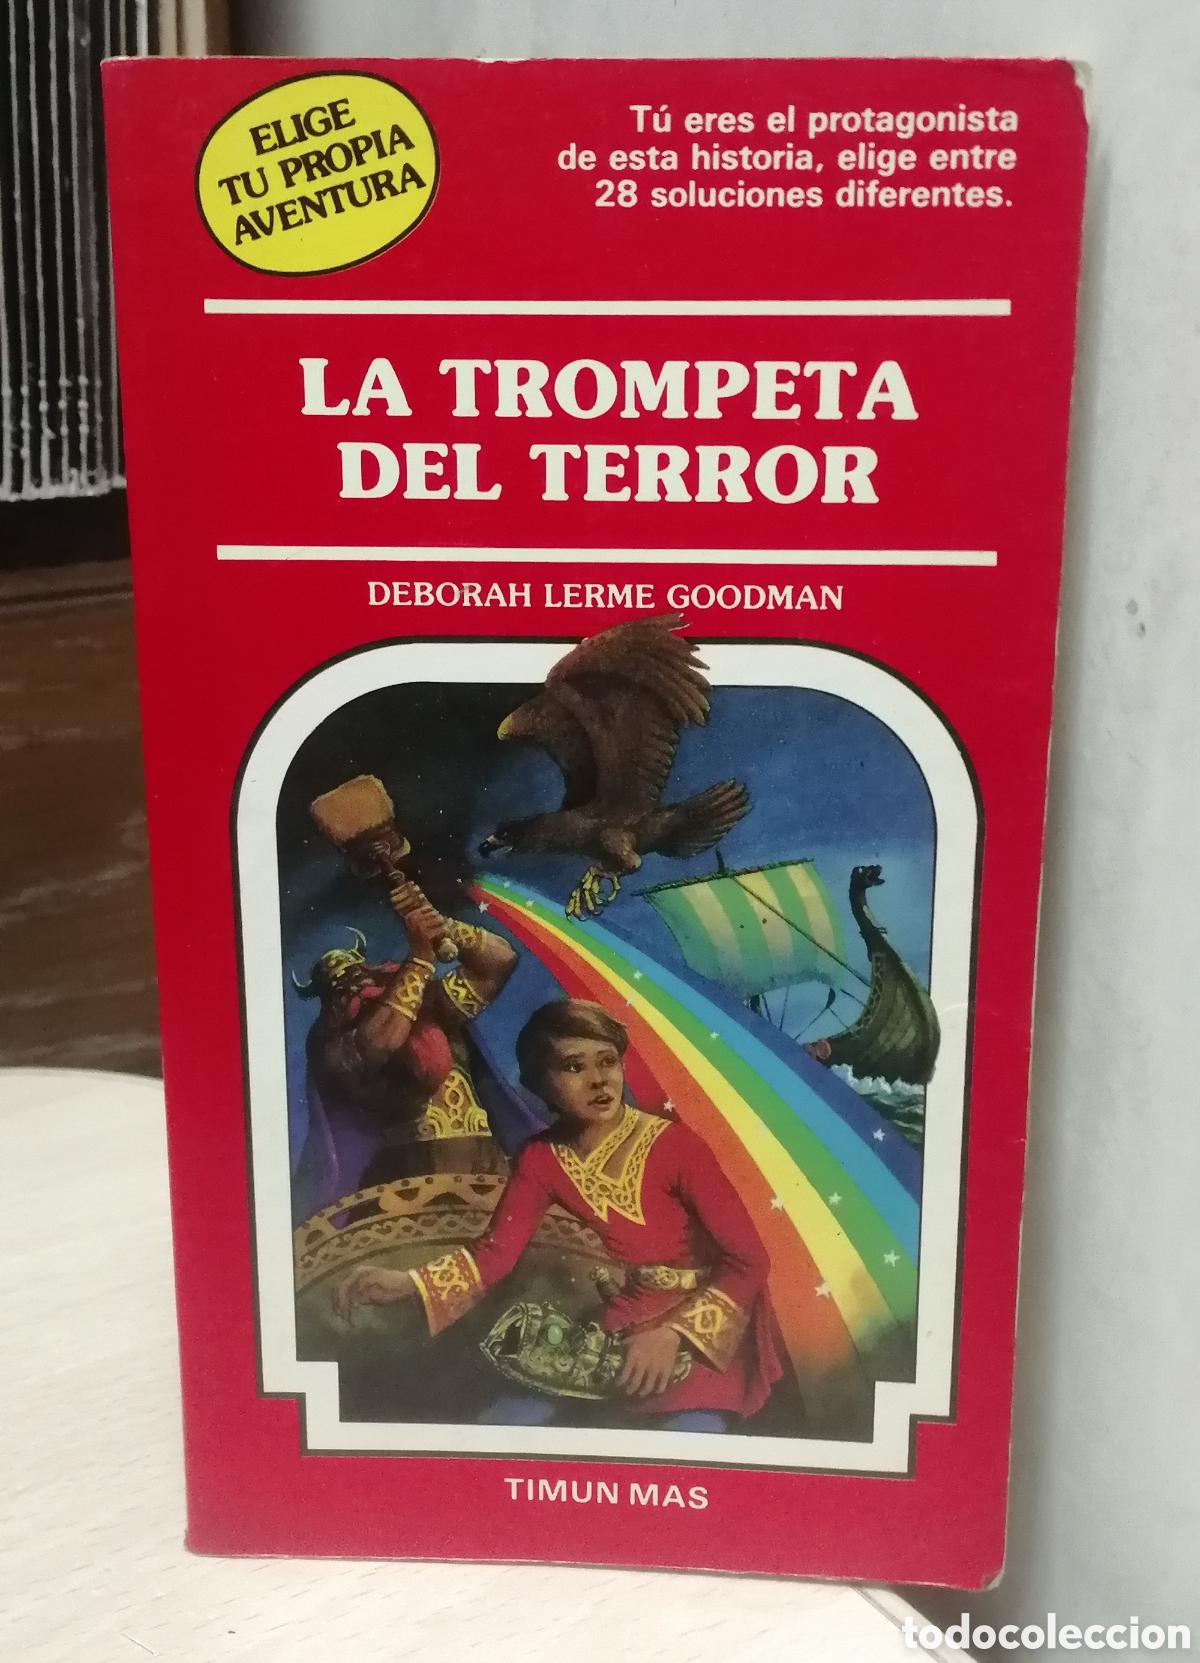 ELIGE
TU PROPIA
AVENTURA
Tú eres el protagonista
de esta historia, elige entre
28 soluciones diferentes.
LA TROMPETA
DEL TERROR
DEBORAH LERME GOODMAN
TIMUN MAS
todocoleccion